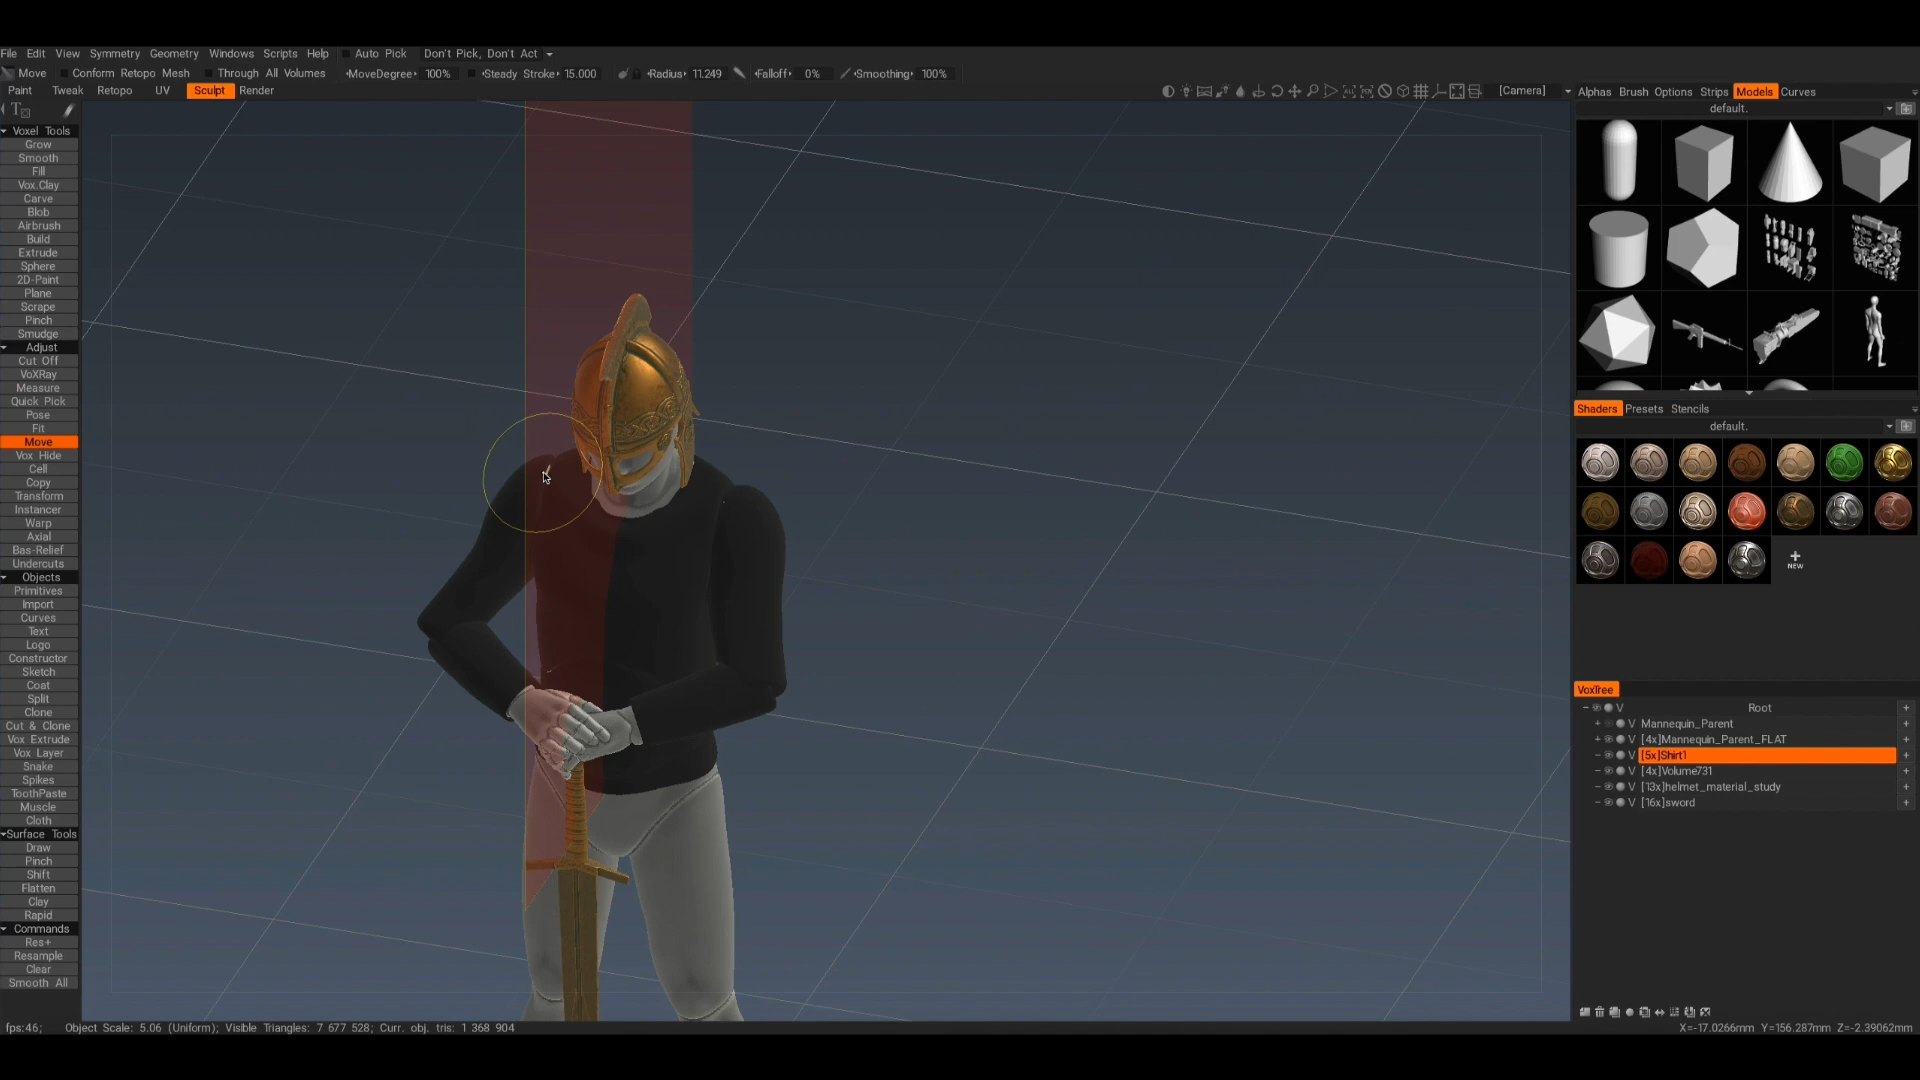 File Edit View Symmetry Geometry Windows Scripts Help Auto Pick Don't Pick, Don't Act
Move Conform Retopo Mesh Through All Volumes MoveDegree 100% Steady Stroke 15.000 Radius 11.249 Falloff 0% Smoothing 100%
Paint Tweak Retopo UV Sculpt Render [Camera] Alphas Brush Options Strips Models Curves
default.
Voxel Tools
Grow
Smooth
Fill
Vox.Clay
Carve
Blob
Airbrush
Build
Extrude
Sphere
2D-Paint
Plane
Scrape
Pinch
Smudge
Adjust
Cut Off
VoXRay
Measure
Quick Pick
Pose
Fit
Move
Vox Hide
Cell
Copy
Transform
Instancer
Warp
Axial
Bas-Relief
Undercuts
Objects
Primitives
Import
Curves
Text
Logo
Constructor
Sketch
Coat
Split
Clone
Cut & Clone
Vox Extrude
Vox Layer
Snake
Spikes
ToothPaste
Muscle
Cloth
Surface Tools
Draw
Pinch
Shift
Flatten
Clay
Rapid
Commands
Res+
Resample
Clear
Smooth All
Shaders Presets Stencils
default.
NEW
VoxTree
V Root
V Mannequin_Parent
V [4x]Mannequin_Parent_FLAT
V [5x]Shirt1
V [4x]Volume731
V [13x]helmet_material_study
V [16x]sword
fps:46; Object Scale: 5.06 (Uniform); Visible Triangles: 7 677 528; Curr. obj. tris: 1 368 904
X=-17.0266mm Y=156.287mm Z=-2.39062mm